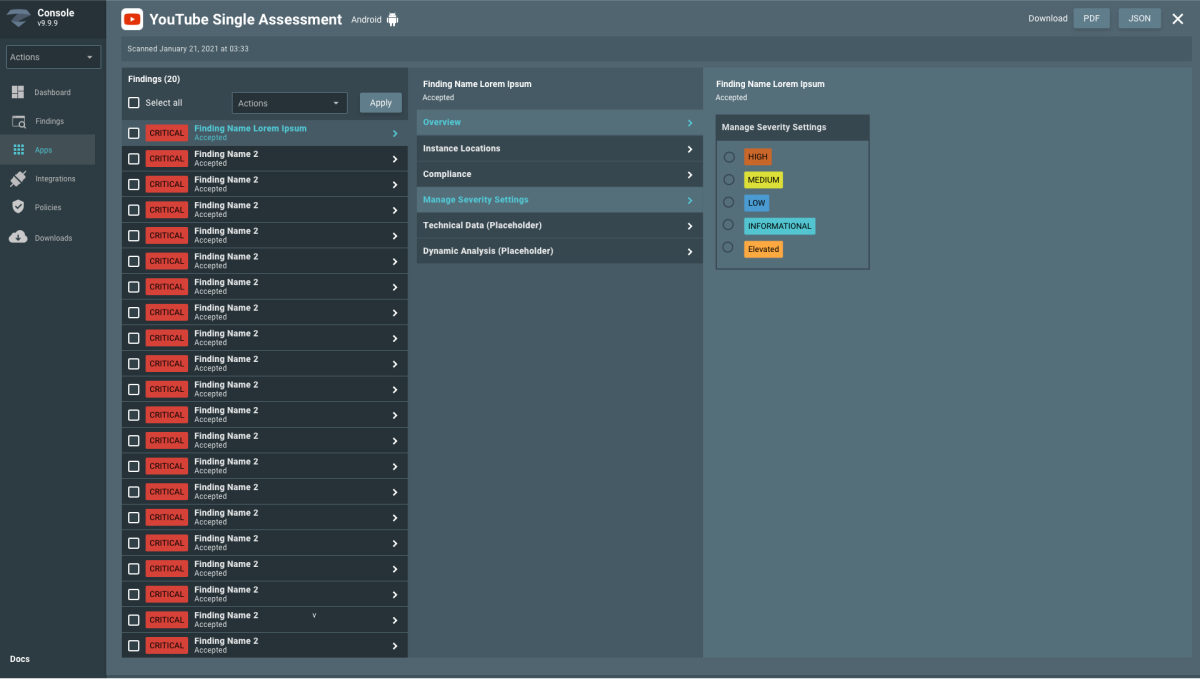 Console
v9.9.9
Actions
Dashboard
Findings
Apps
Integrations
Policies
Downloads
Docs
YouTube Single Assessment Android
Download PDF JSON
Scanned January 21, 2021 at 03:33
Findings (20)
Select all Actions Apply
CRITICAL Finding Name Lorem Ipsum
Accepted
CRITICAL Finding Name 2
Accepted
CRITICAL Finding Name 2
Accepted
CRITICAL Finding Name 2
Accepted
CRITICAL Finding Name 2
Accepted
CRITICAL Finding Name 2
Accepted
CRITICAL Finding Name 2
Accepted
CRITICAL Finding Name 2
Accepted
CRITICAL Finding Name 2
Accepted
CRITICAL Finding Name 2
Accepted
CRITICAL Finding Name 2
Accepted
CRITICAL Finding Name 2
Accepted
CRITICAL Finding Name 2
Accepted
CRITICAL Finding Name 2
Accepted
CRITICAL Finding Name 2
Accepted
CRITICAL Finding Name 2
Accepted
CRITICAL Finding Name 2
Accepted
CRITICAL Finding Name 2
Accepted
CRITICAL Finding Name 2
Accepted
CRITICAL Finding Name 2 v
Accepted
CRITICAL Finding Name 2
Accepted
Finding Name Lorem Ipsum
Accepted
Overview
Instance Locations
Compliance
Manage Severity Settings
Technical Data (Placeholder)
Dynamic Analysis (Placeholder)
Finding Name Lorem Ipsum
Accepted
Manage Severity Settings
HIGH
MEDIUM
LOW
INFORMATIONAL
Elevated